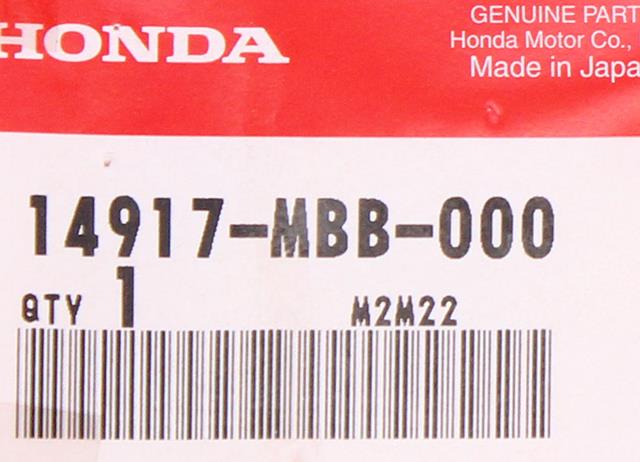 HONDA
GENUINE PART
Honda Motor Co.,
Made in Japa
14917-MBB-000
QTY 1 M2M22